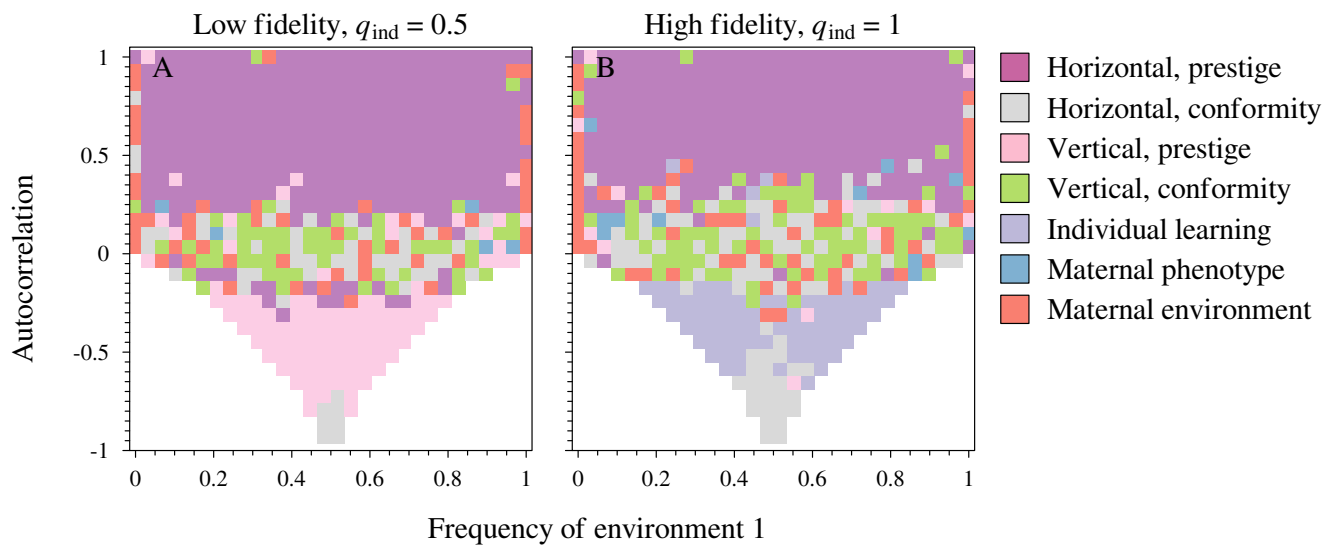 Low fidelity, qind = 0.5
High fidelity, qind = 1
A
B
Autocorrelation
1
0.5
0
-0.5
-1
0 0.2 0.4 0.6 0.8 1
0 0.2 0.4 0.6 0.8 1
Frequency of environment 1
Horizontal, prestige
Horizontal, conformity
Vertical, prestige
Vertical, conformity
Individual learning
Maternal phenotype
Maternal environment